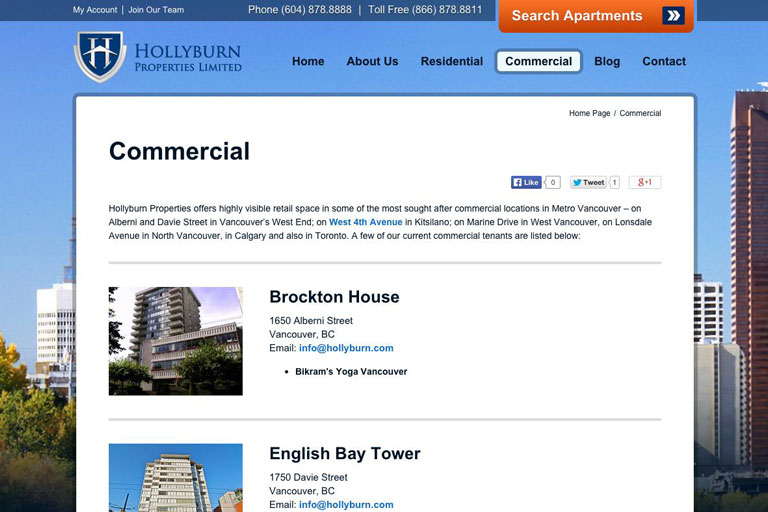 My Account | Join Our Team
Phone (604) 878.8888 | Toll Free (866) 878.8811
Search Apartments »
H
HOLLYBURN
PROPERTIES LIMITED
Home About Us Residential Commercial Blog Contact
Home Page / Commercial
Commercial
Like 0 Tweet 1 g+1
Hollyburn Properties offers highly visible retail space in some of the most sought after commercial locations in Metro Vancouver – on
Alberni and Davie Street in Vancouver's West End; on West 4th Avenue in Kitsilano; on Marine Drive in West Vancouver, on Lonsdale
Avenue in North Vancouver, in Calgary and also in Toronto. A few of our current commercial tenants are listed below:
Brockton House
1650 Alberni Street
Vancouver, BC
Email: info@hollyburn.com
• Bikram's Yoga Vancouver
English Bay Tower
1750 Davie Street
Vancouver, BC
Email: info@hollyburn.com